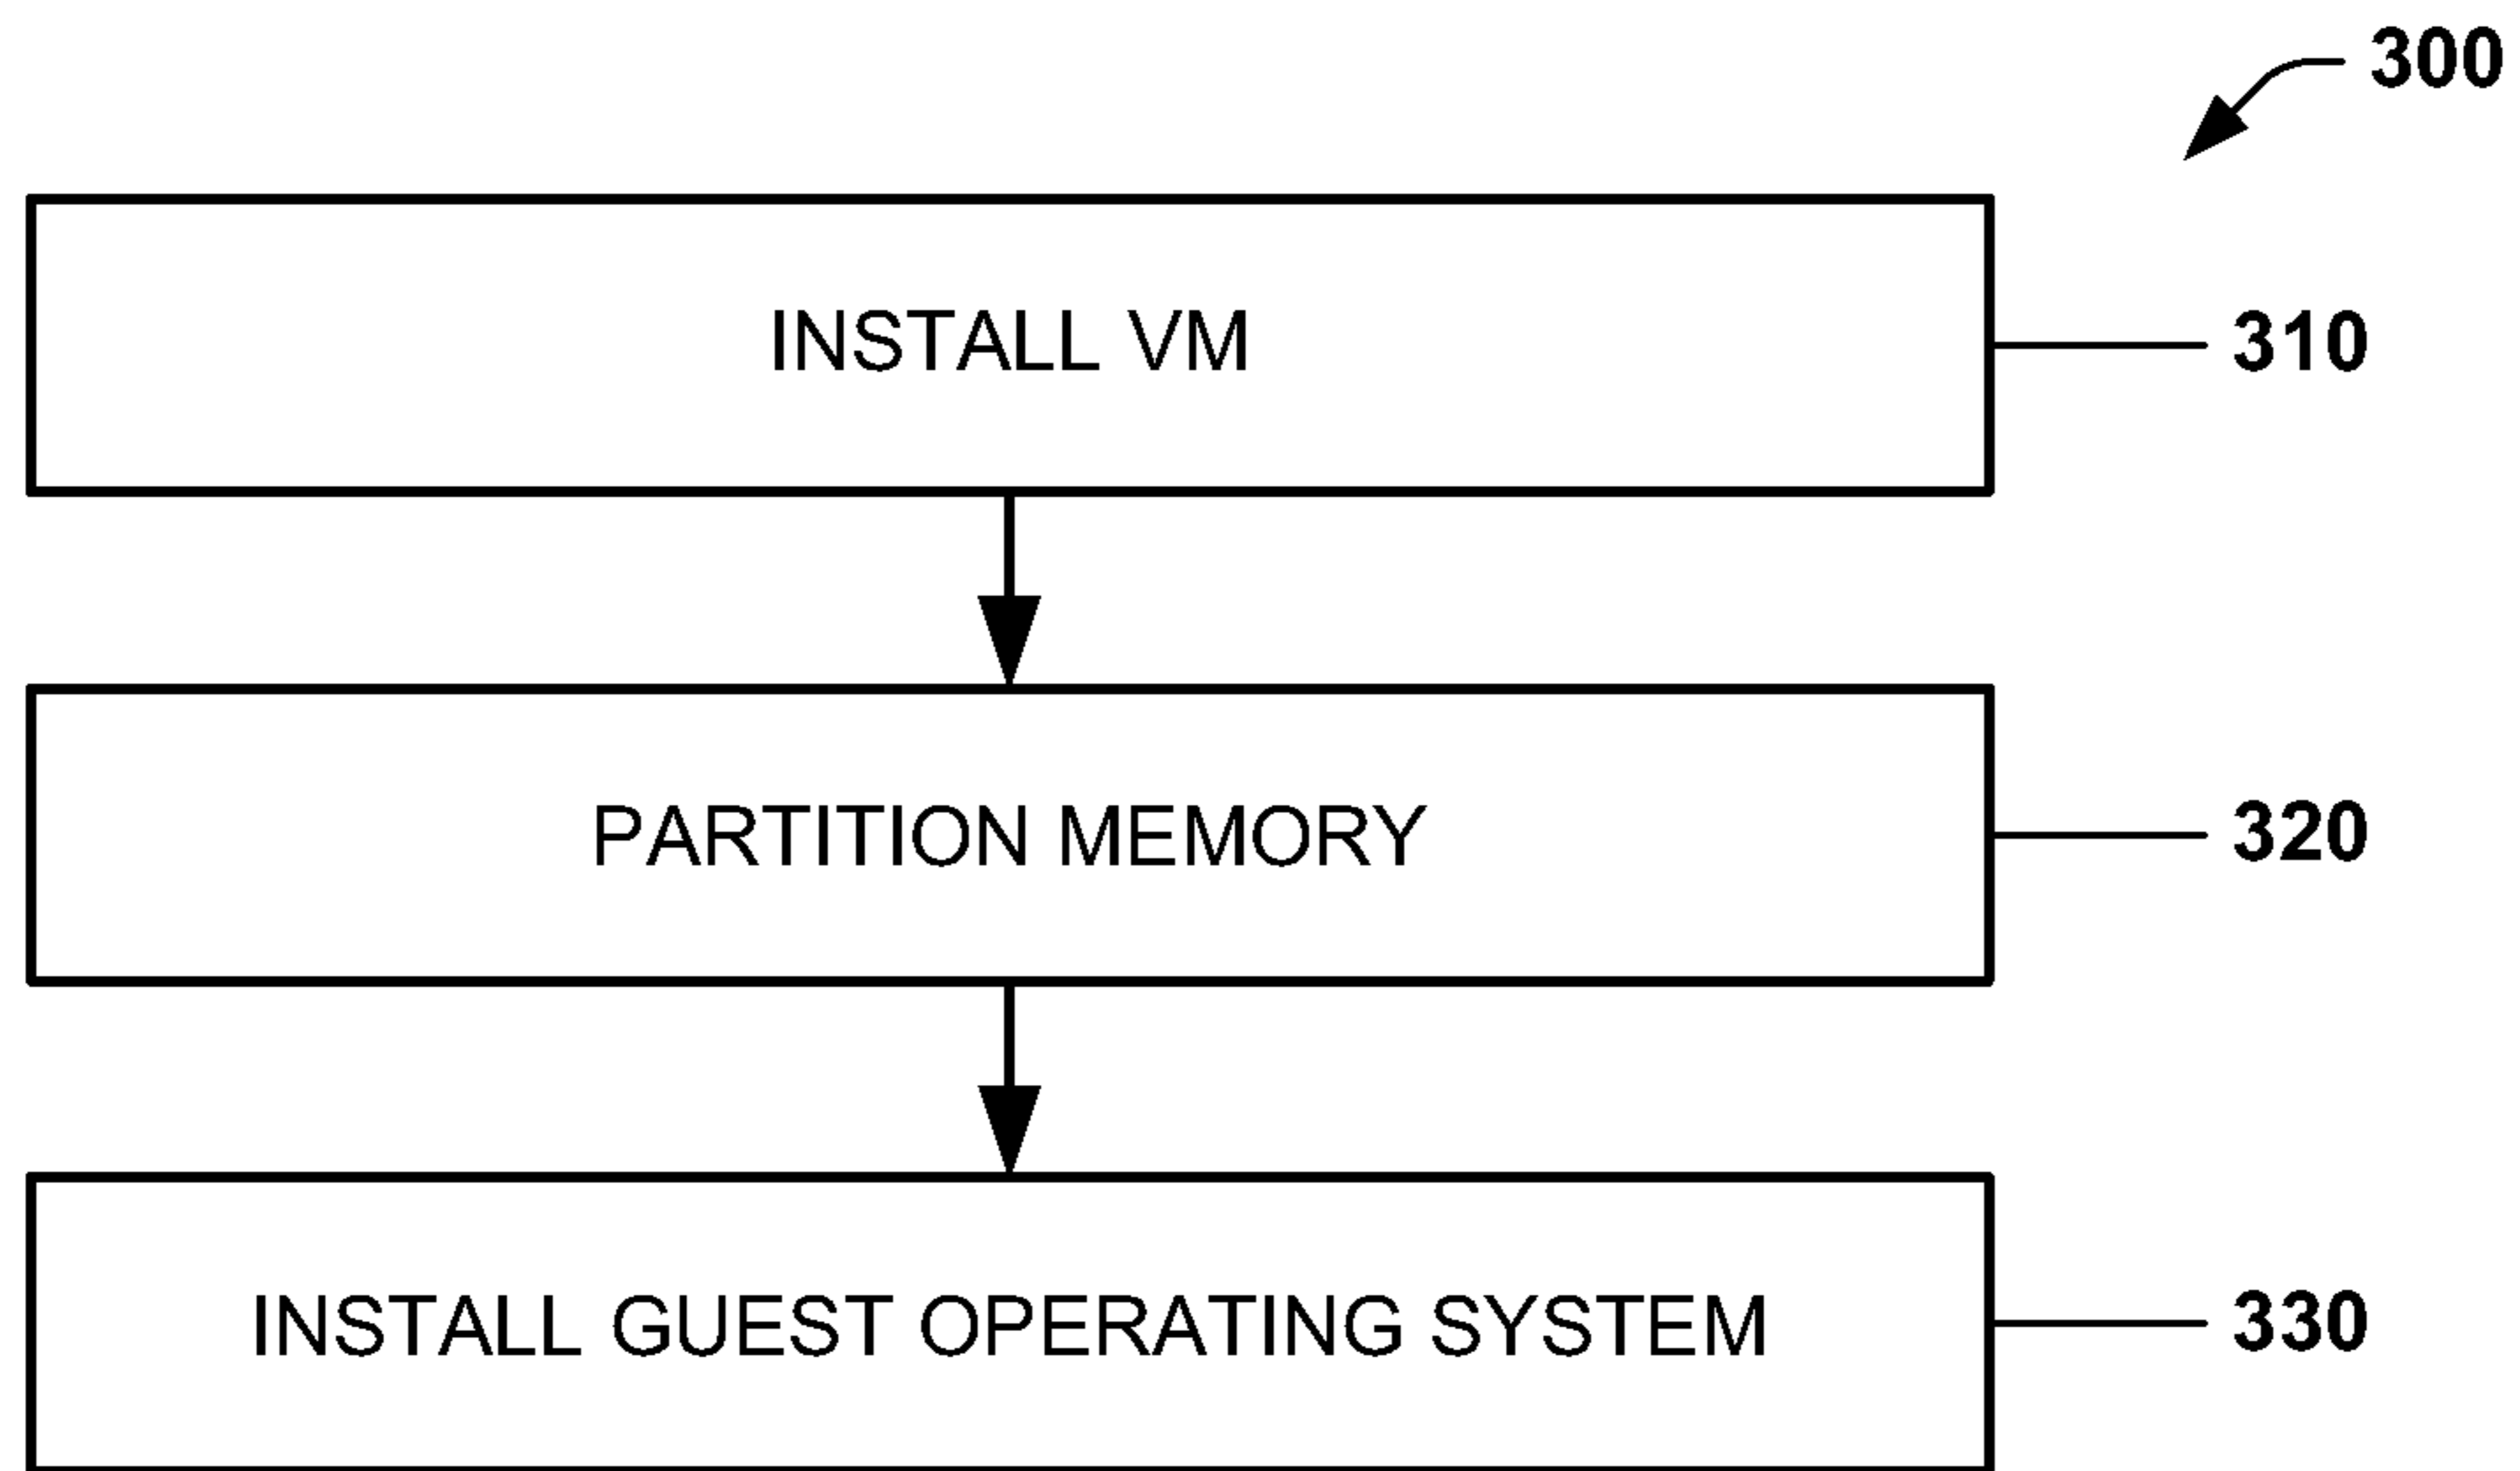 300
INSTALL VM
310
PARTITION MEMORY
320
INSTALL GUEST OPERATING SYSTEM
330